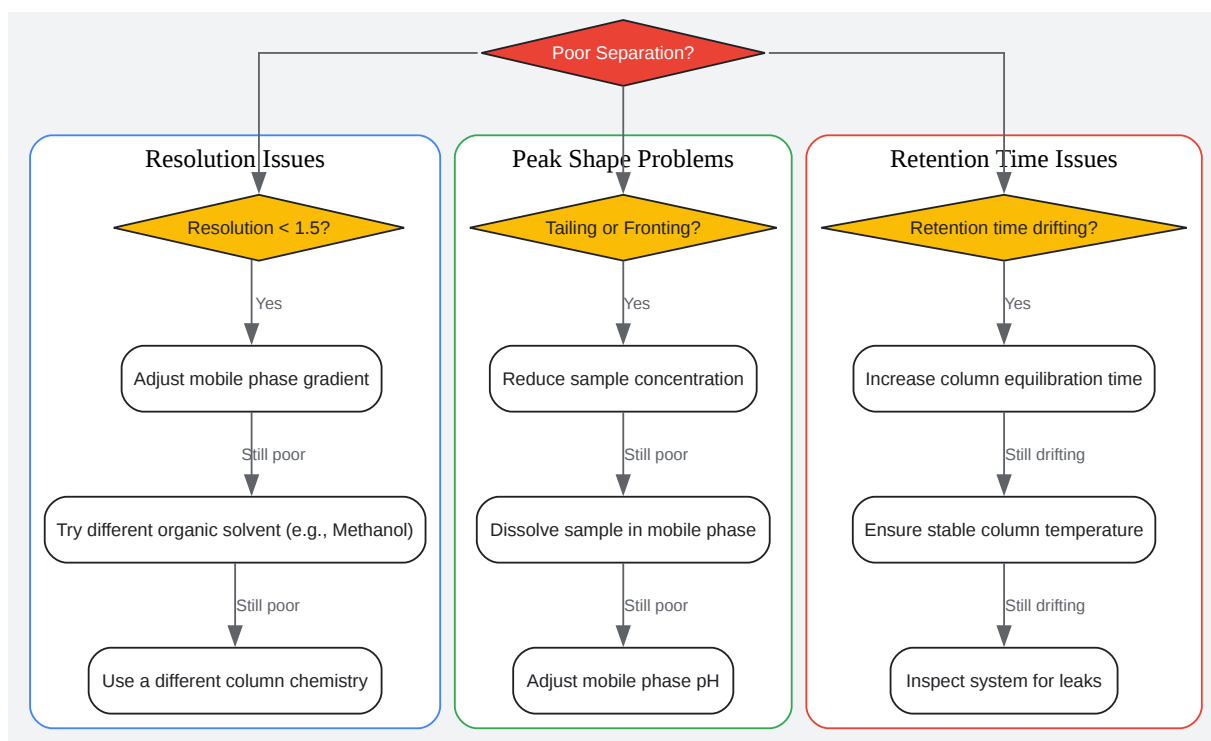 Poor Separation?
Resolution Issues
Resolution < 1.5?
Yes
Adjust mobile phase gradient
Still poor
Try different organic solvent (e.g., Methanol)
Still poor
Use a different column chemistry
Peak Shape Problems
Tailing or Fronting?
Yes
Reduce sample concentration
Still poor
Dissolve sample in mobile phase
Still poor
Adjust mobile phase pH
Retention Time Issues
Retention time drifting?
Yes
Increase column equilibration time
Still drifting
Ensure stable column temperature
Still drifting
Inspect system for leaks